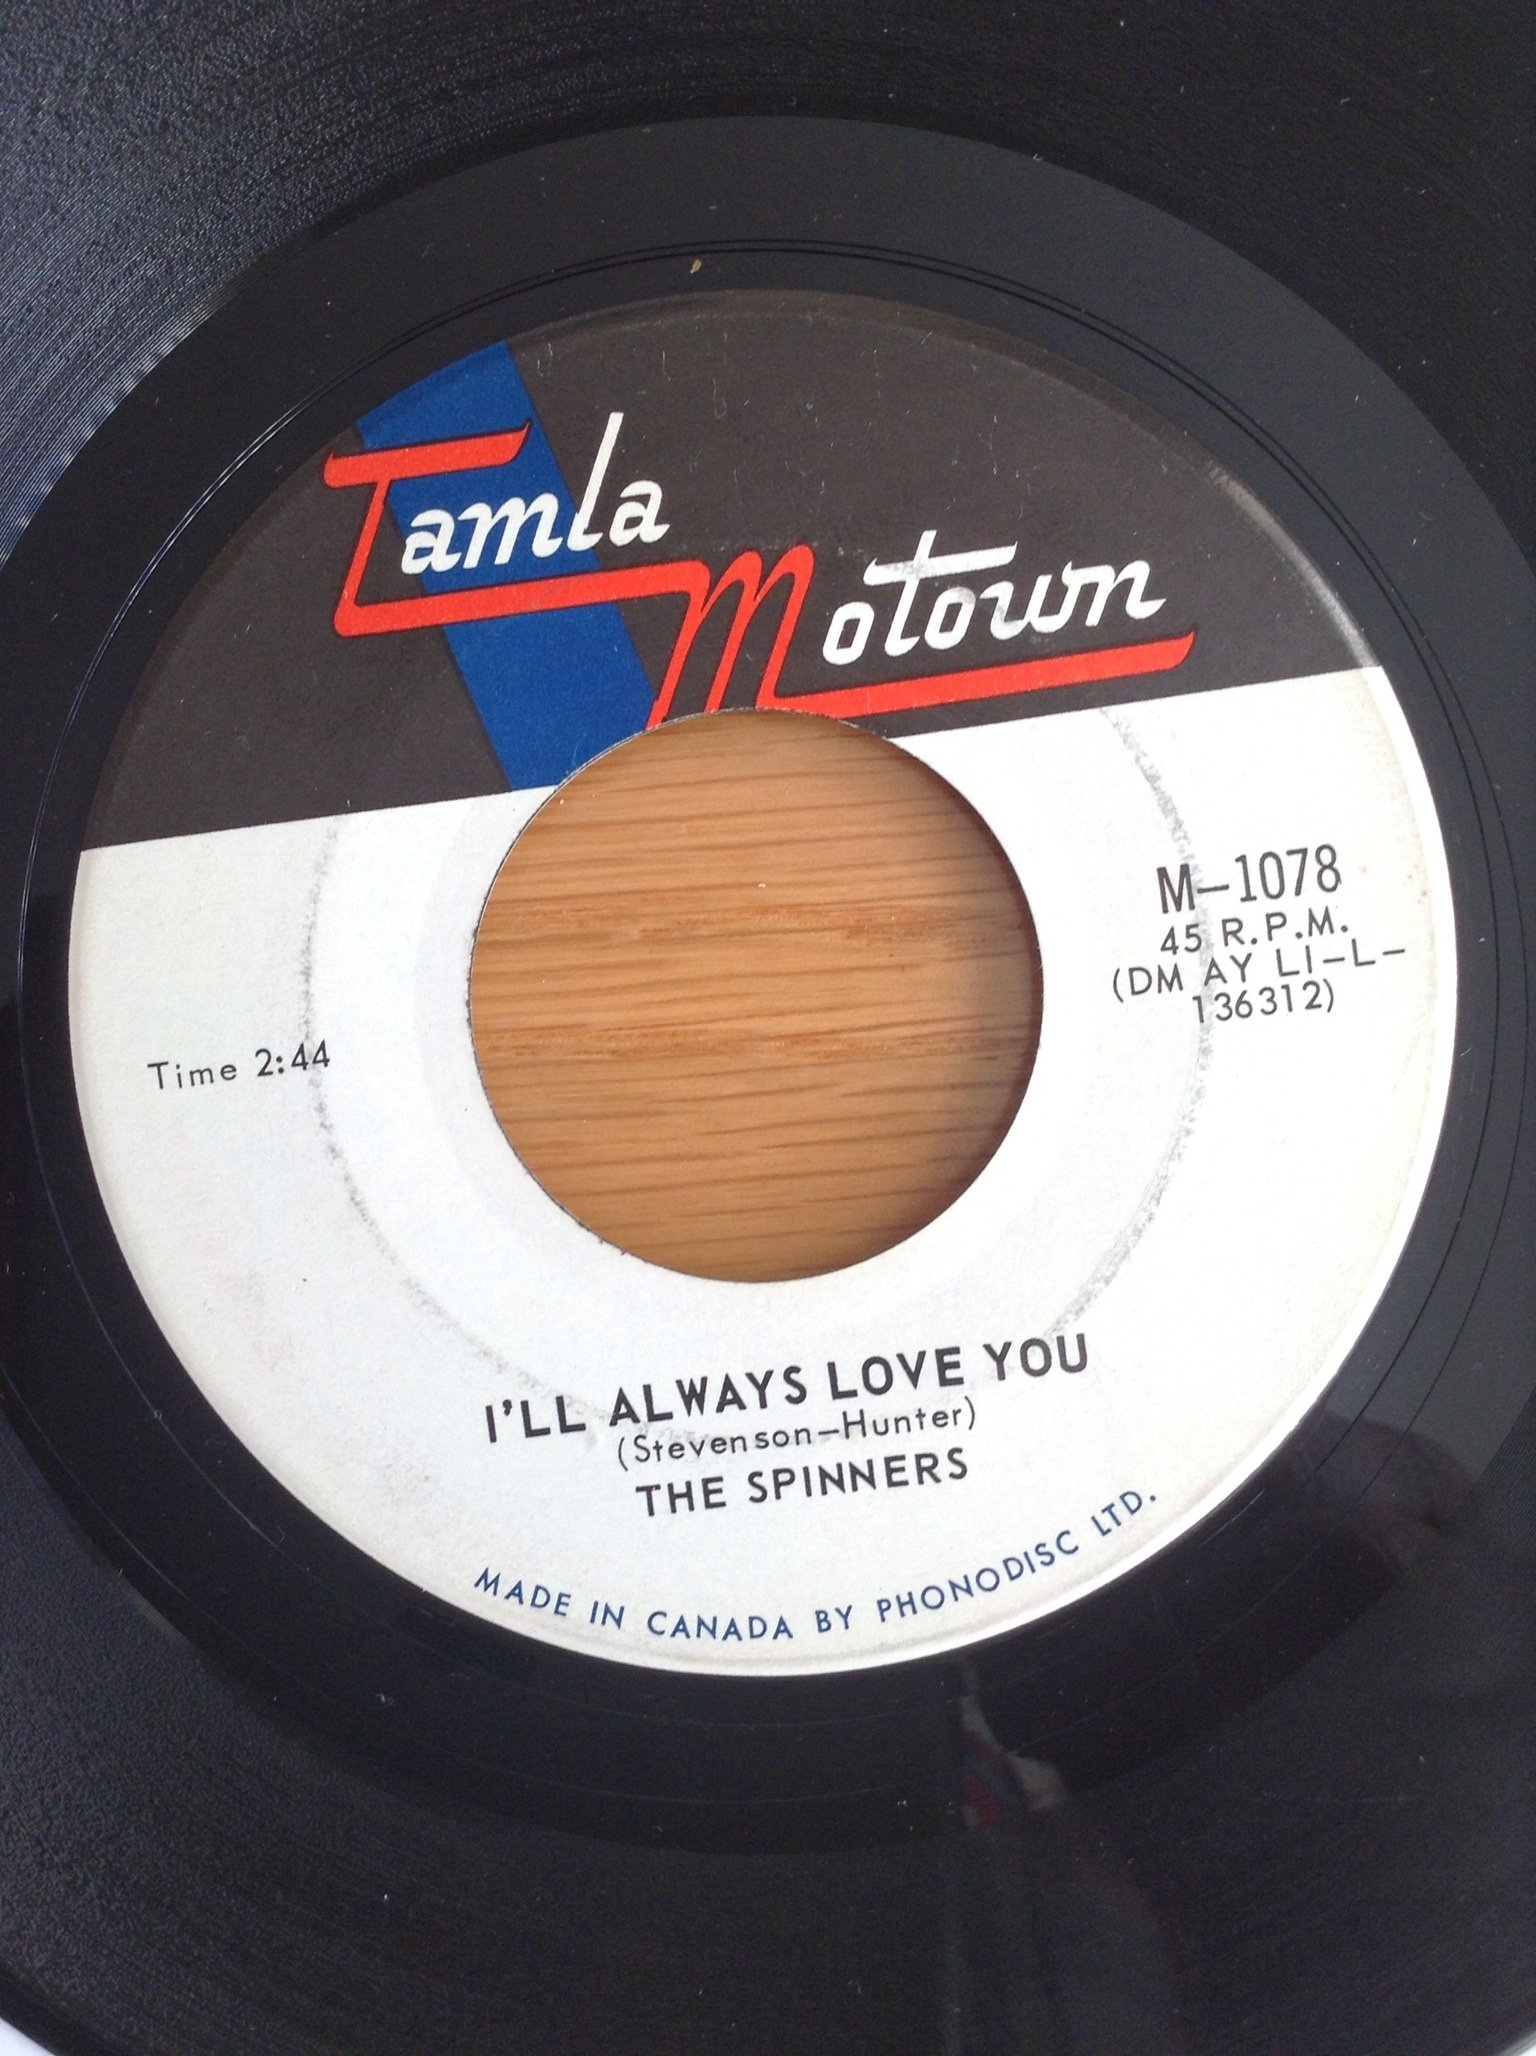 Tamla
Motown
M-1078
45 R.P.M.
(DM AY LI-L-
136312)
Time 2:44
I'LL ALWAYS LOVE YOU
(Stevenson-Hunter)
THE SPINNERS
MADE IN CANADA BY PHONODISC LTD.